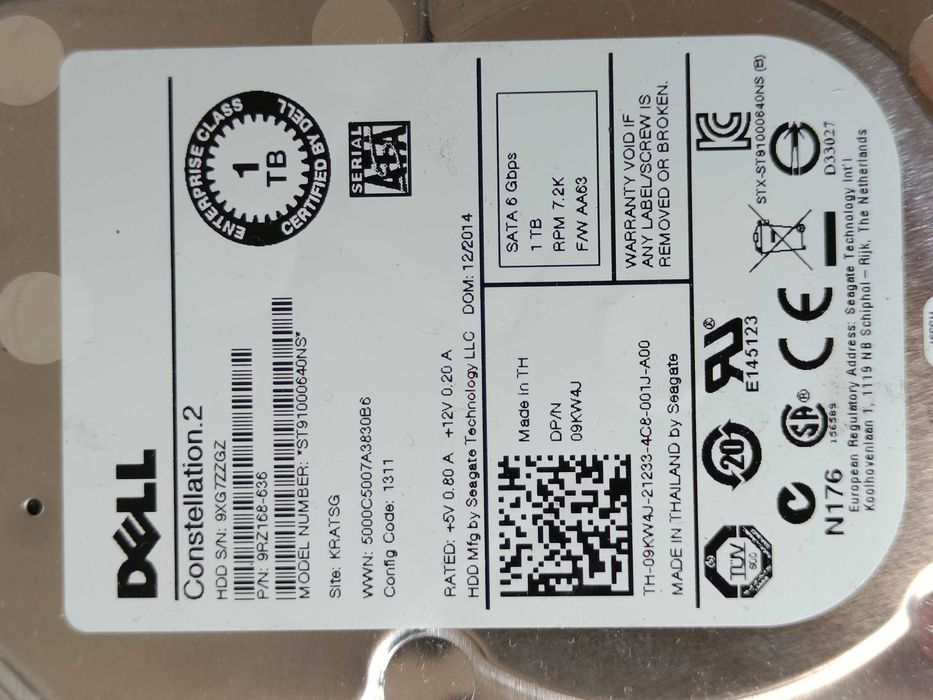 DELL
Constellation.2
HDD S/N: 9XG7ZZGZ
P/N: 9RZ168-636
MODEL NUMBER: *ST91000640NS*
Site: KRATSG
WWN: 5000C5007A3830B6
Config Code: 1311
RATED: +5V 0.80 A +12V 0.20 A
HDD Mfg by Seagate Technology LLC DOM: 12/2014
ENTERPRISE CLASS
1
TB
CERTIFIED BY DELL
SERIAL
ATA
Made in TH
DP/N
09KW4J
TH-09KW4J-21233-4C8-001J-A00
MADE IN THAILAND by Seagate
SATA 6 Gbps
1 TB
RPM 7.2K
F/W AA63
WARRANTY VOID IF
ANY LABEL/SCREW IS
REMOVED OR BROKEN.
TÜV
20
E145123
STX-ST91000640NS (B)
D33027
N176
156589
European Regulatory Address: Seagate Technology Int'l
Koolhovenlaan 1, 1119 NB Schiphol - Rijk, The Netherlands